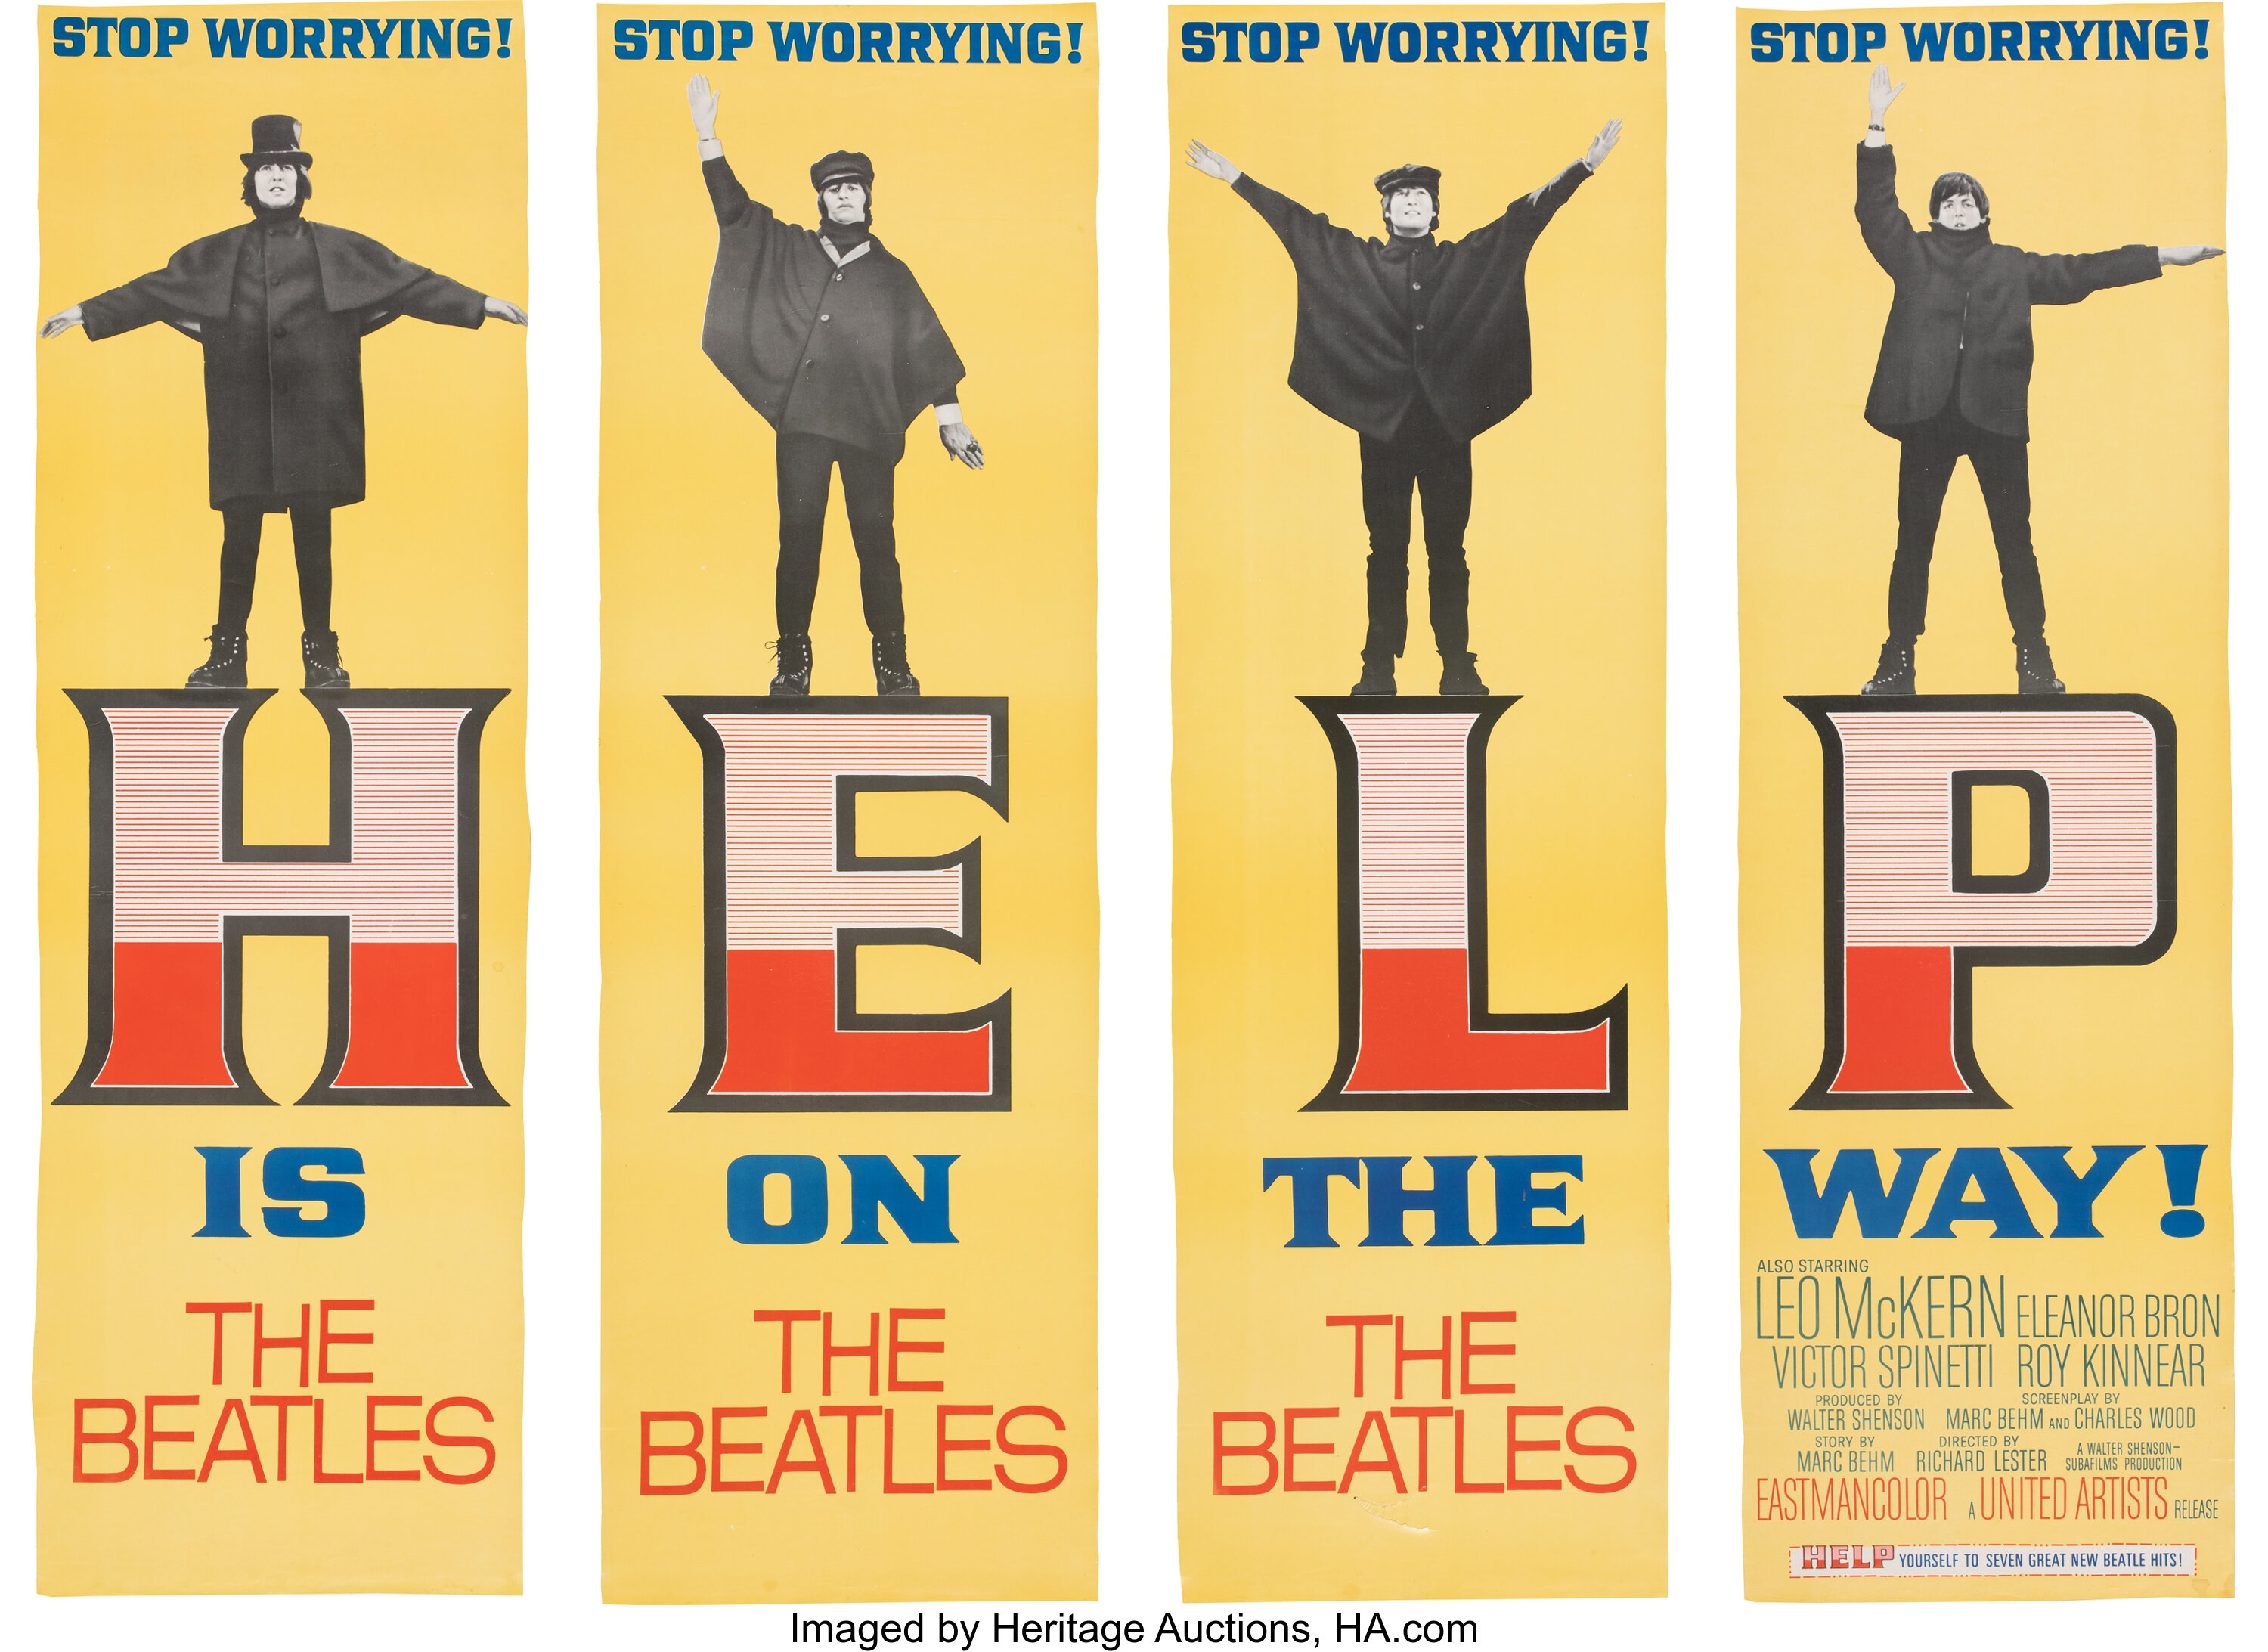 STOP WORRYING!
H
IS
THE
BEATLES
STOP WORRYING!
E
ON
THE
BEATLES
STOP WORRYING!
L
THE
THE
BEATLES
STOP WORRYING!
P
WAY!
ALSO STARRING
LEO McKERN ELEANOR BRON
VICTOR SPINETTI ROY KINNEAR
PRODUCED BY
WALTER SHENSON
SCREENPLAY BY
MARC BEHM AND CHARLES WOOD
STORY BY
MARC BEHM
DIRECTED BY
RICHARD LESTER
A WALTER SHENSON–
SUBAFILMS PRODUCTION
EASTMANCOLOR A UNITED ARTISTS RELEASE
HELP YOURSELF TO SEVEN GREAT NEW BEATLE HITS!
Imaged by Heritage Auctions, HA.com